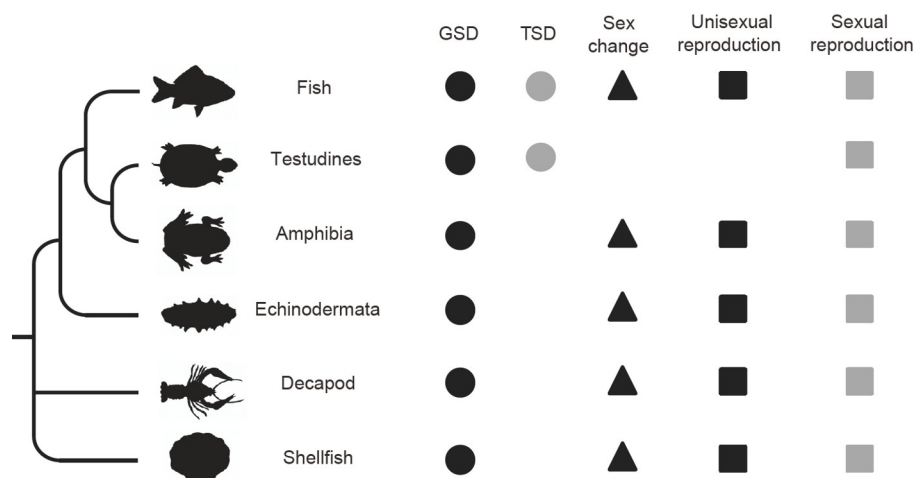 GSD
TSD
Sex
change
Unisexual
reproduction
Sexual
reproduction
Fish
Testudines
Amphibia
Echinodermata
Decapod
Shellfish